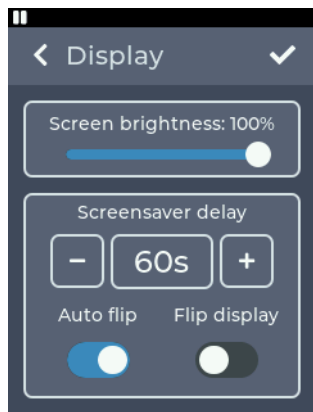 Display
Screen brightness: 100%
Screensaver delay
− 60s +
Auto flip Flip display